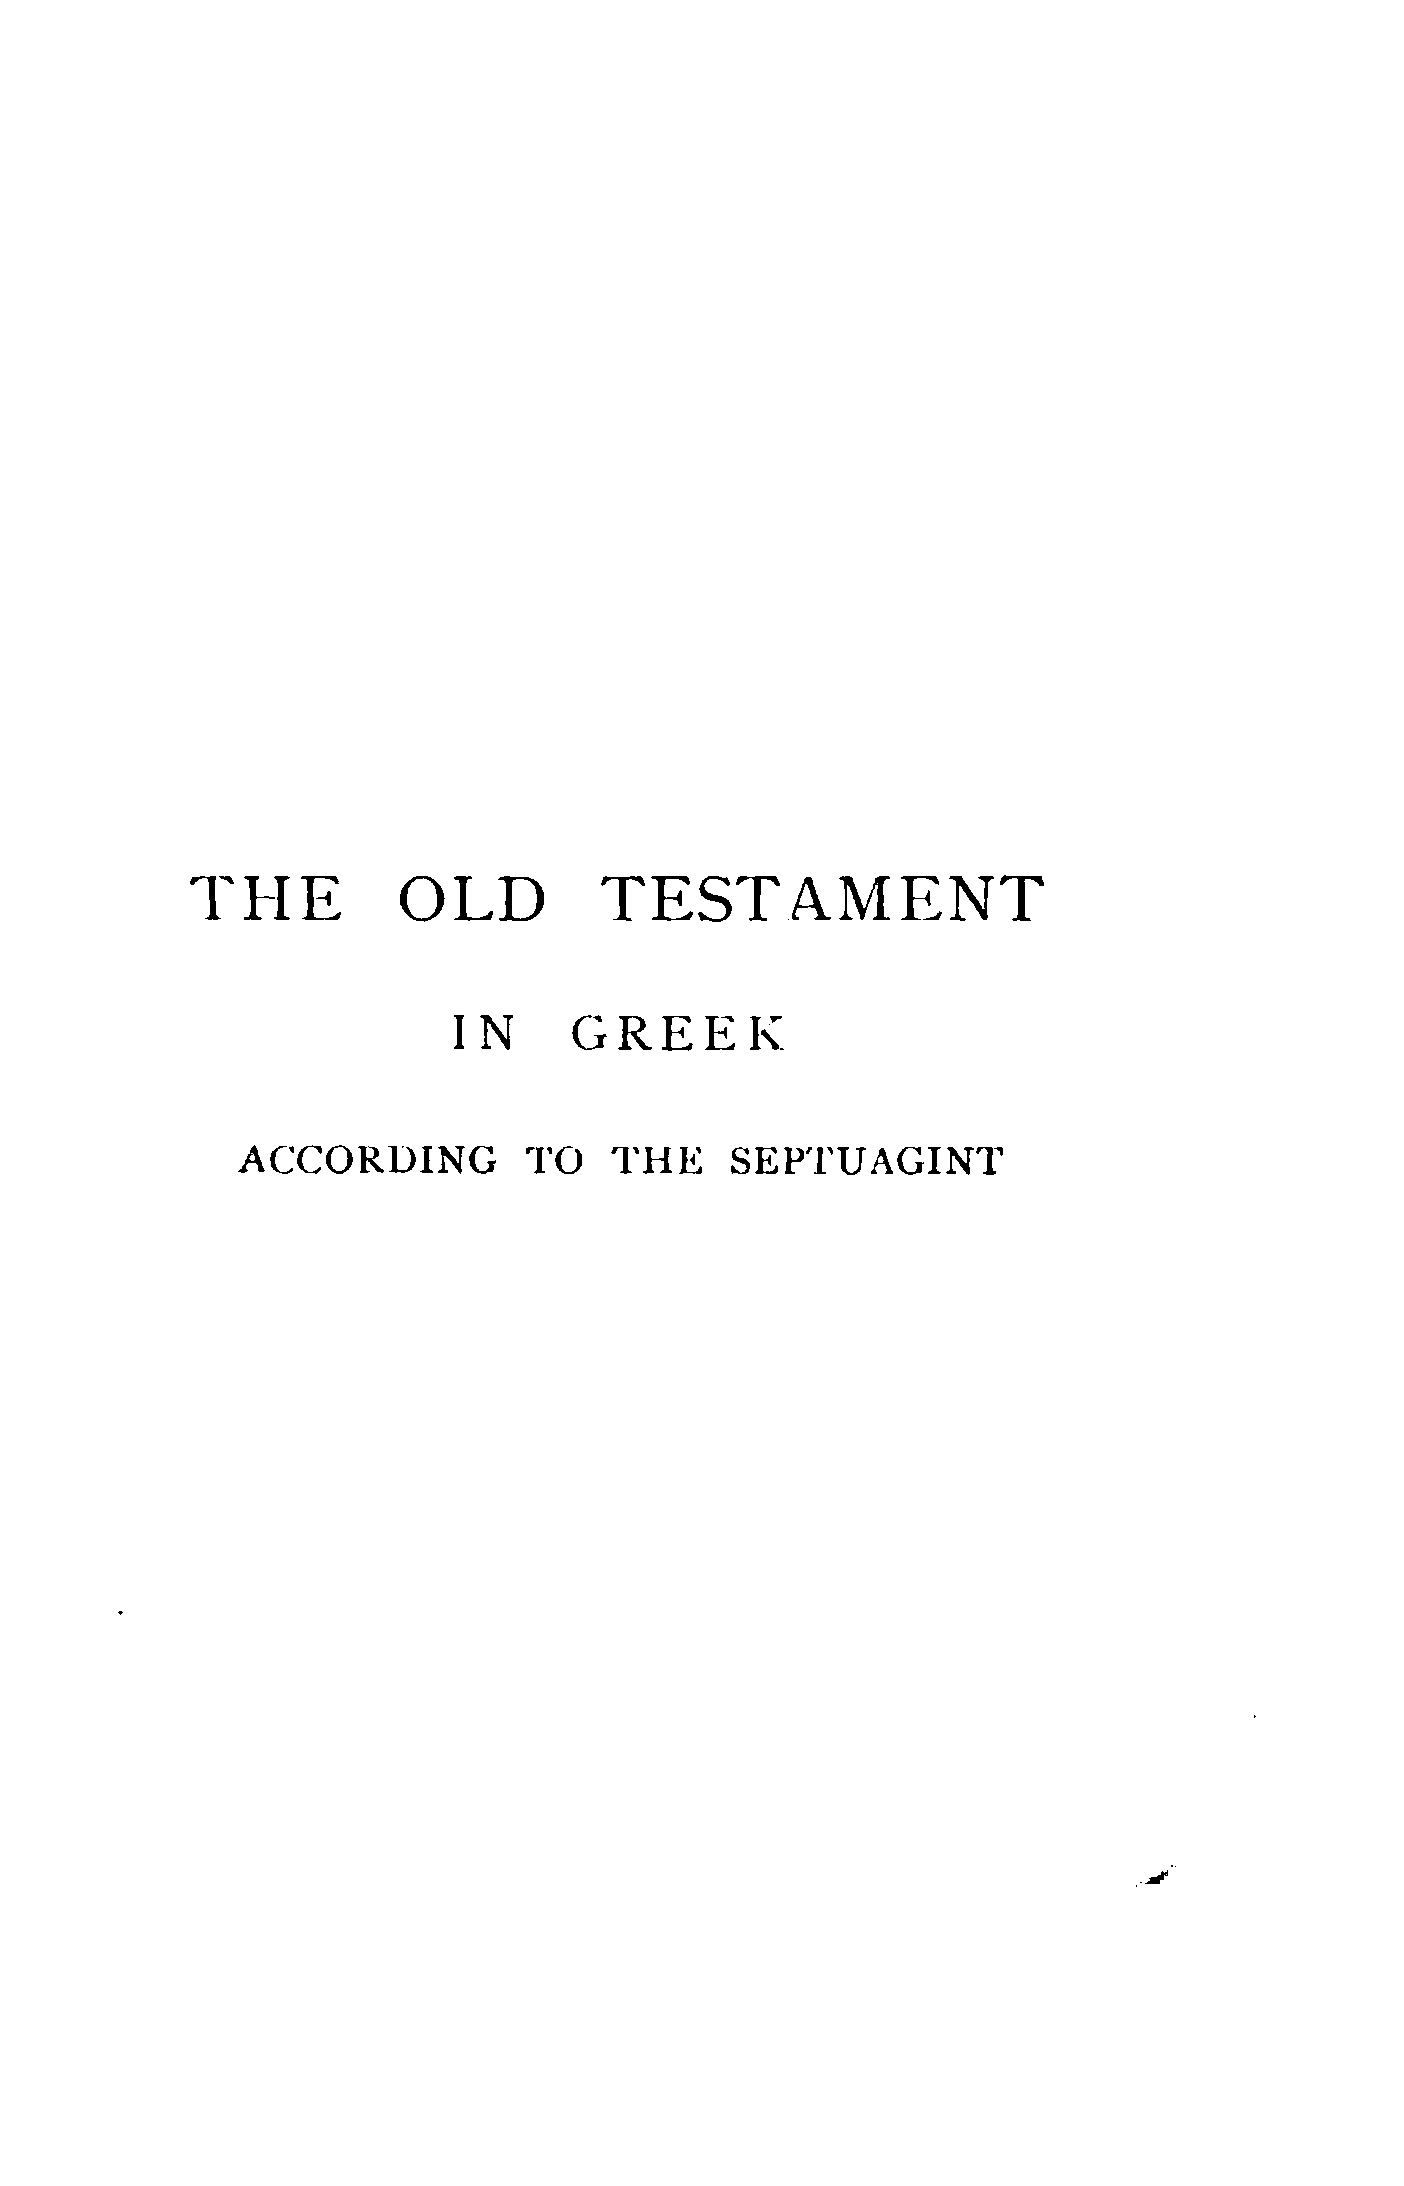 THE OLD TESTAMENT
IN GREEK
ACCORDING TO THE SEPTUAGINT